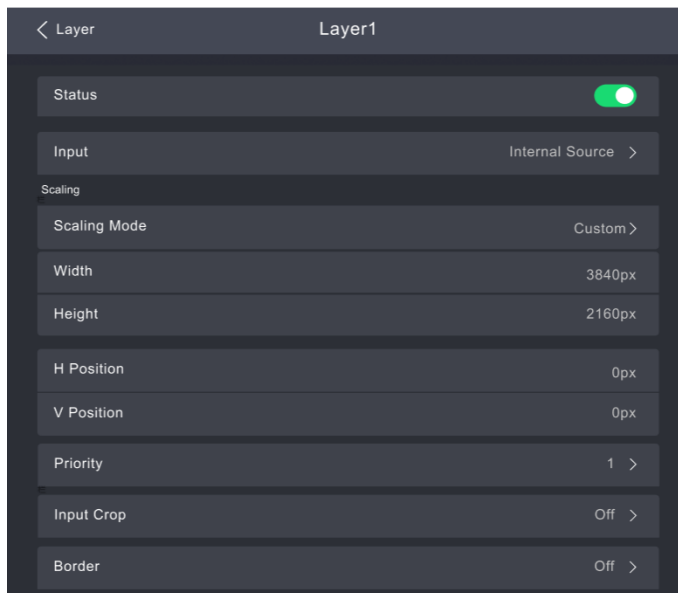 Layer Layer1
Status
Input Internal Source
Scaling
Scaling Mode Custom
Width 3840px
Height 2160px
H Position 0px
V Position 0px
Priority 1
Input Crop Off
Border Off